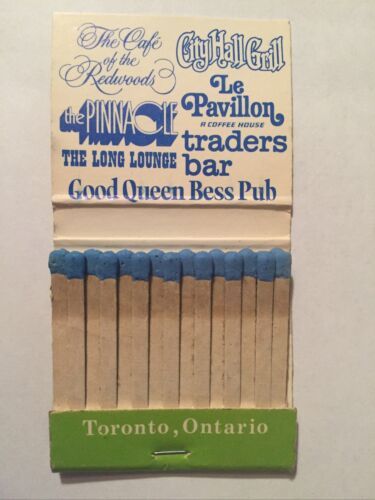 The Café
of the
Redwoods
City Hall Grill
the PINNACLE
Le
Pavillon
A COFFEE HOUSE
THE LONG LOUNGE
traders
bar
Good Queen Bess Pub
Toronto, Ontario